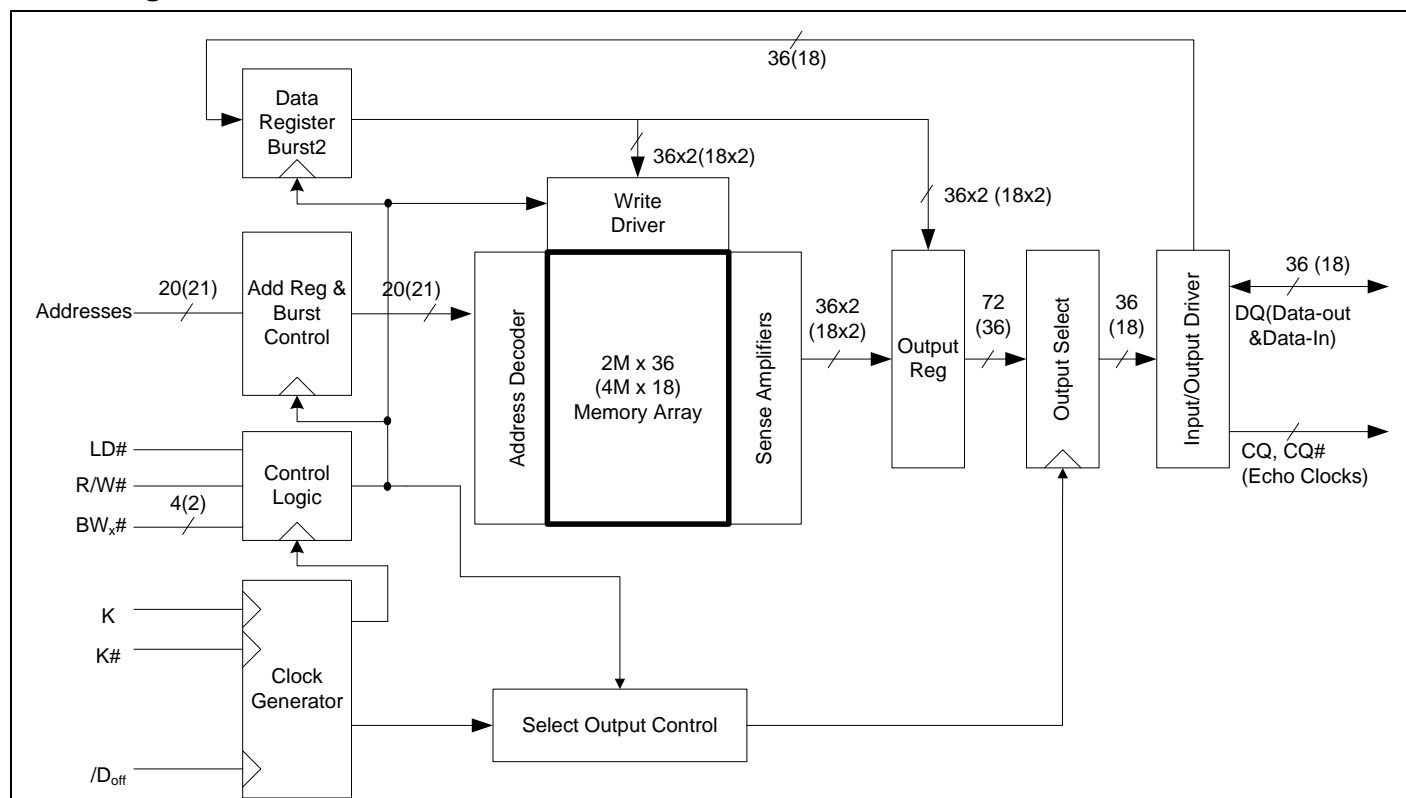 36(18)
Data
Register
Burst2
36x2(18x2)
Write
Driver
36x2 (18x2)
Addresses
20(21)
Add Reg &
Burst
Control
20(21)
Address Decoder
2M x 36
(4M x 18)
Memory Array
Sense Amplifiers
36x2
(18x2)
Output
Reg
72
(36)
Output Select
36
(18)
Input/Output Driver
36 (18)
DQ(Data-out
&Data-In)
CQ, CQ#
(Echo Clocks)
LD#
R/W#
BWx#
4(2)
Control
Logic
K
K#
/Doff
Clock
Generator
Select Output Control